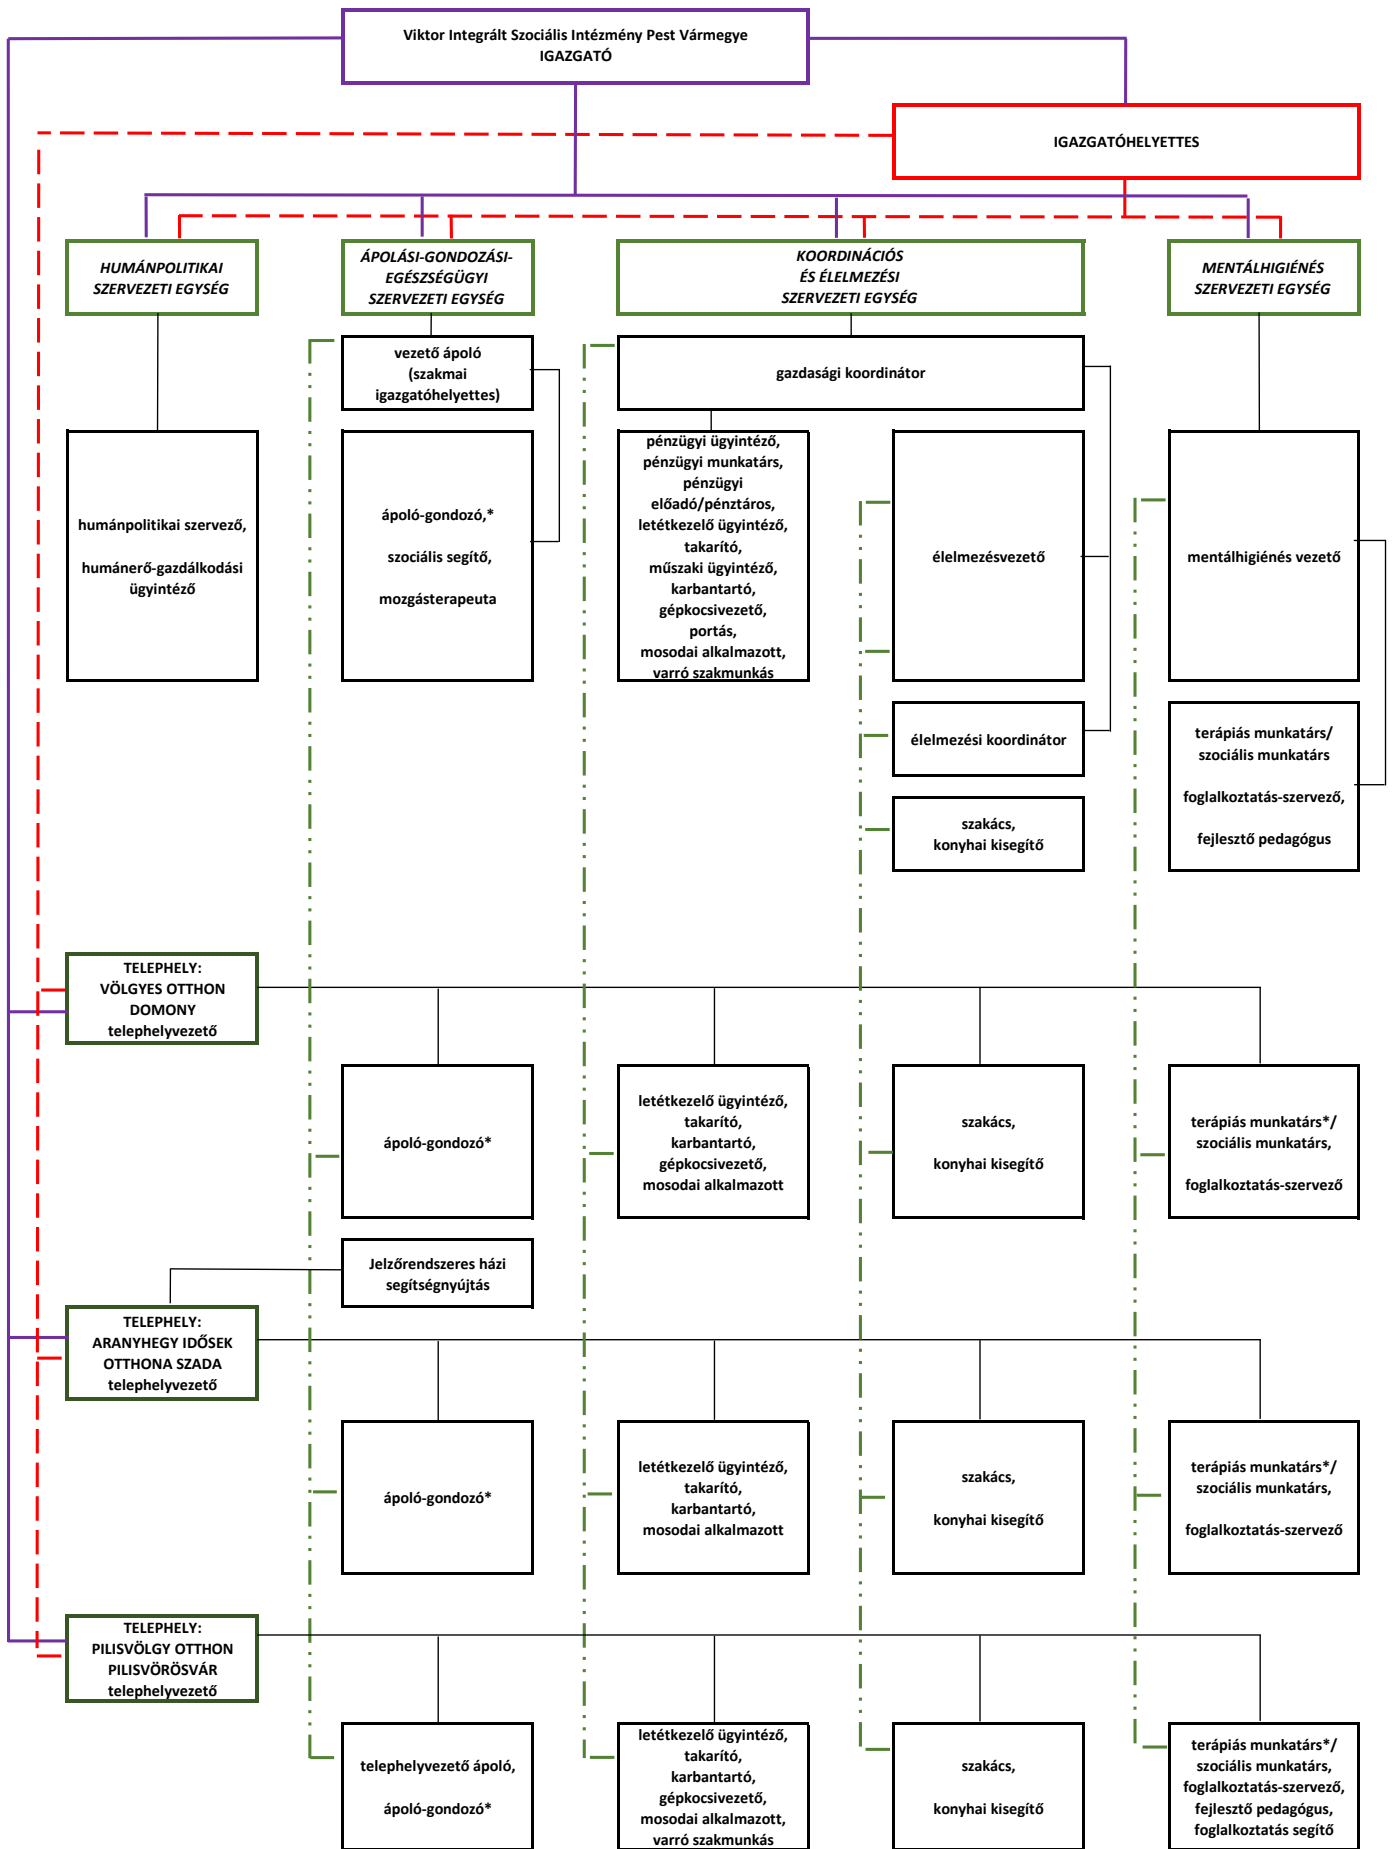 Viktor Integrált Szociális Intézmény Pest Vármegye
IGAZGATÓ
IGAZGATÓHELYETTES
HUMÁNPOLITIKAI
SZERVEZETI EGYSÉG
ÁPOLÁSI-GONDOZÁSI-
EGÉSZSÉGÜGYI
SZERVEZETI EGYSÉG
KOORDINÁCIÓS
ÉS ÉLELMEZÉSI
SZERVEZETI EGYSÉG
MENTÁLHIGIÉNÉS
SZERVEZETI EGYSÉG
vezető ápoló
(szakmai
igazgatóhelyettes)
gazdasági koordinátor
humánpolitikai szervező,
humánerő-gazdálkodási
ügyintéző
ápoló-gondozó,*
szociális segítő,
mozgásterapeuta
pénzügyi ügyintéző,
pénzügyi munkatárs,
pénzügyi
előadó/pénztáros,
letétkezelő ügyintéző,
takarító,
műszaki ügyintéző,
karbantartó,
gépkocsivezető,
portás,
mosodai alkalmazott,
varró szakmunkás
élelmezésvezető
mentálhigiénés vezető
élelmezési koordinátor
szakács,
konyhai kisegítő
terápiás munkatárs/
szociális munkatárs
foglalkoztatás-szervező,
fejlesztő pedagógus
TELEPHELY:
VÖLGYES OTTHON
DOMONY
telephelyvezető
ápoló-gondozó*
letétkezelő ügyintéző,
takarító,
karbantartó,
gépkocsivezető,
mosodai alkalmazott
szakács,
konyhai kisegítő
terápiás munkatárs*/
szociális munkatárs,
foglalkoztatás-szervező
Jelzőrendszeres házi
segítségnyújtás
TELEPHELY:
ARANYHEGY IDŐSEK
OTTHONA SZADA
telephelyvezető
ápoló-gondozó*
letétkezelő ügyintéző,
takarító,
karbantartó,
mosodai alkalmazott
szakács,
konyhai kisegítő
terápiás munkatárs*/
szociális munkatárs,
foglalkoztatás-szervező
TELEPHELY:
PILISVÖLGY OTTHON
PILISVÖRÖSVÁR
telephelyvezető
telephelyvezető ápoló,
ápoló-gondozó*
letétkezelő ügyintéző,
takarító,
karbantartó,
gépkocsivezető,
mosodai alkalmazott,
varró szakmunkás
szakács,
konyhai kisegítő
terápiás munkatárs*/
szociális munkatárs,
foglalkoztatás-szervező,
fejlesztő pedagógus,
foglalkoztatás segítő